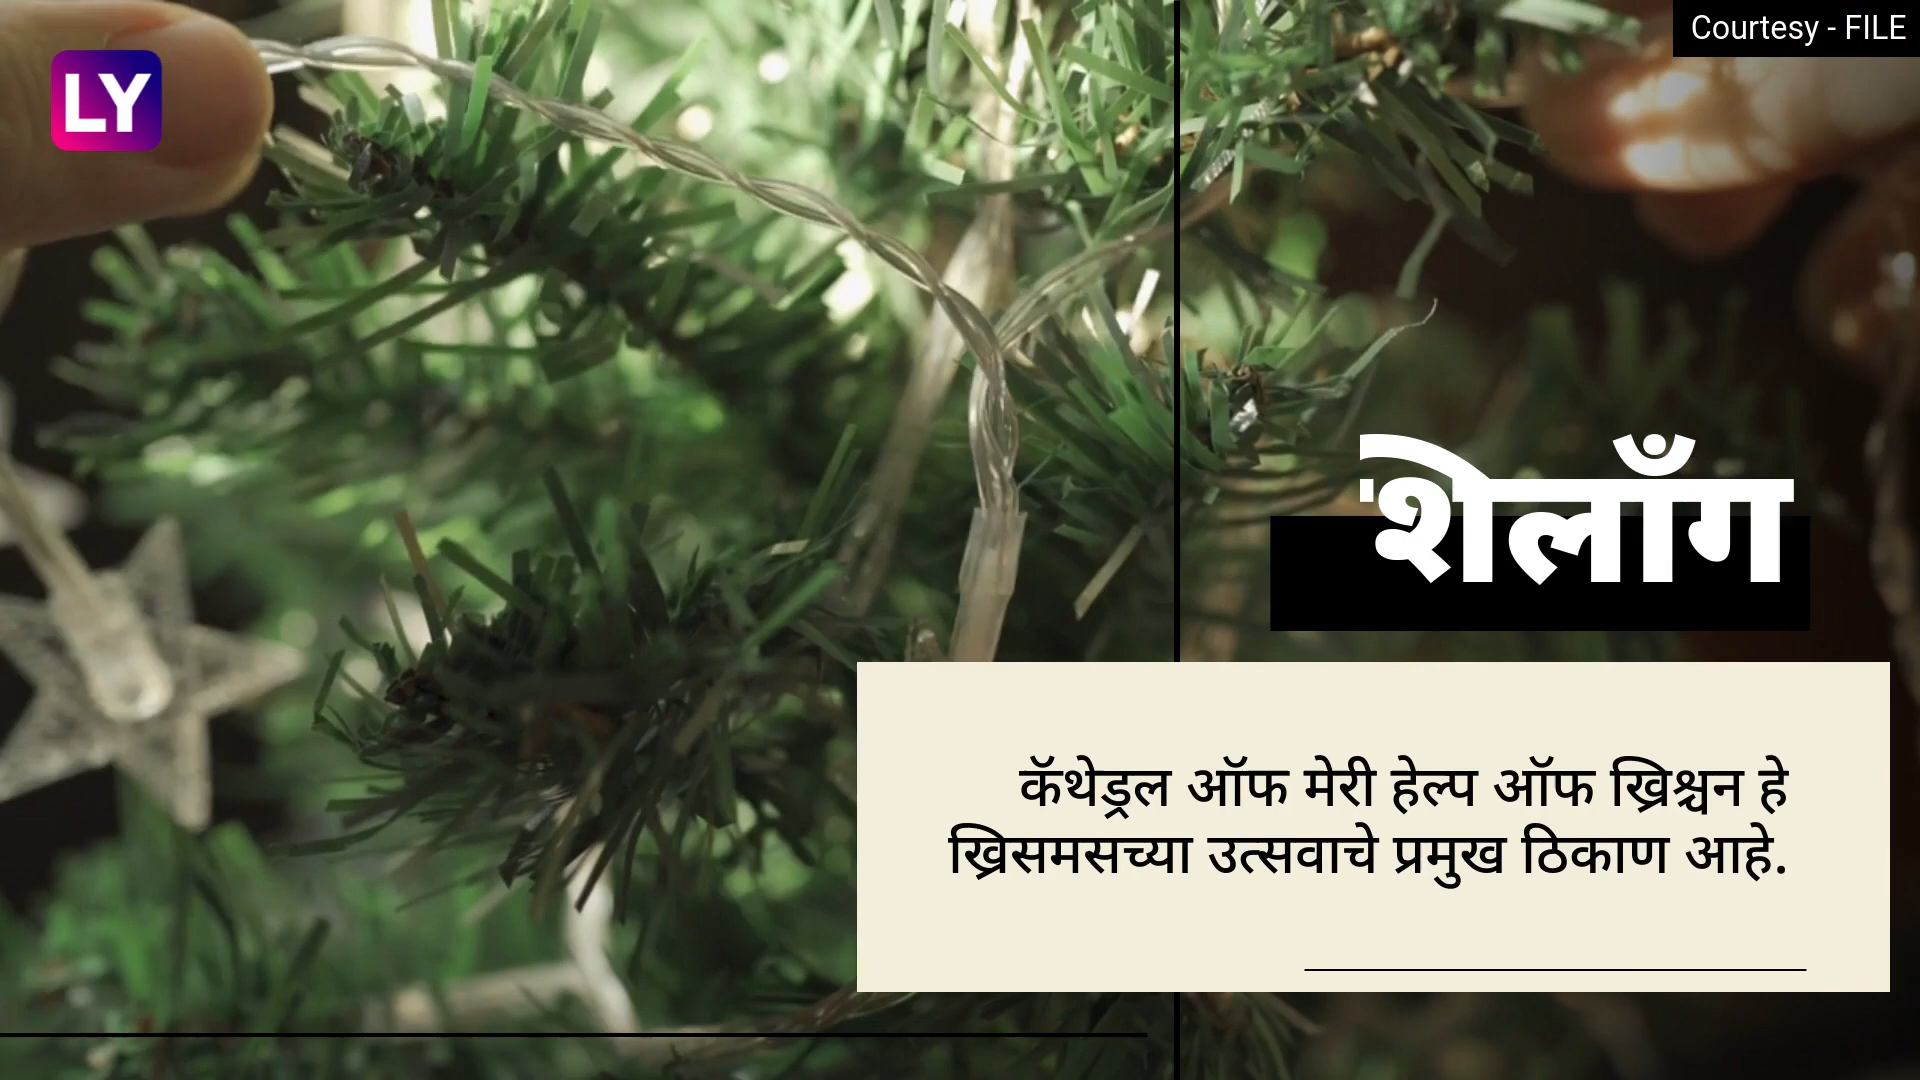 LY
Courtesy - FILE
शिलाँग
कॅथेड्रल ऑफ मेरी हेल्प ऑफ ख्रिश्चन हे
ख्रिसमसच्या उत्सवाचे प्रमुख ठिकाण आहे.